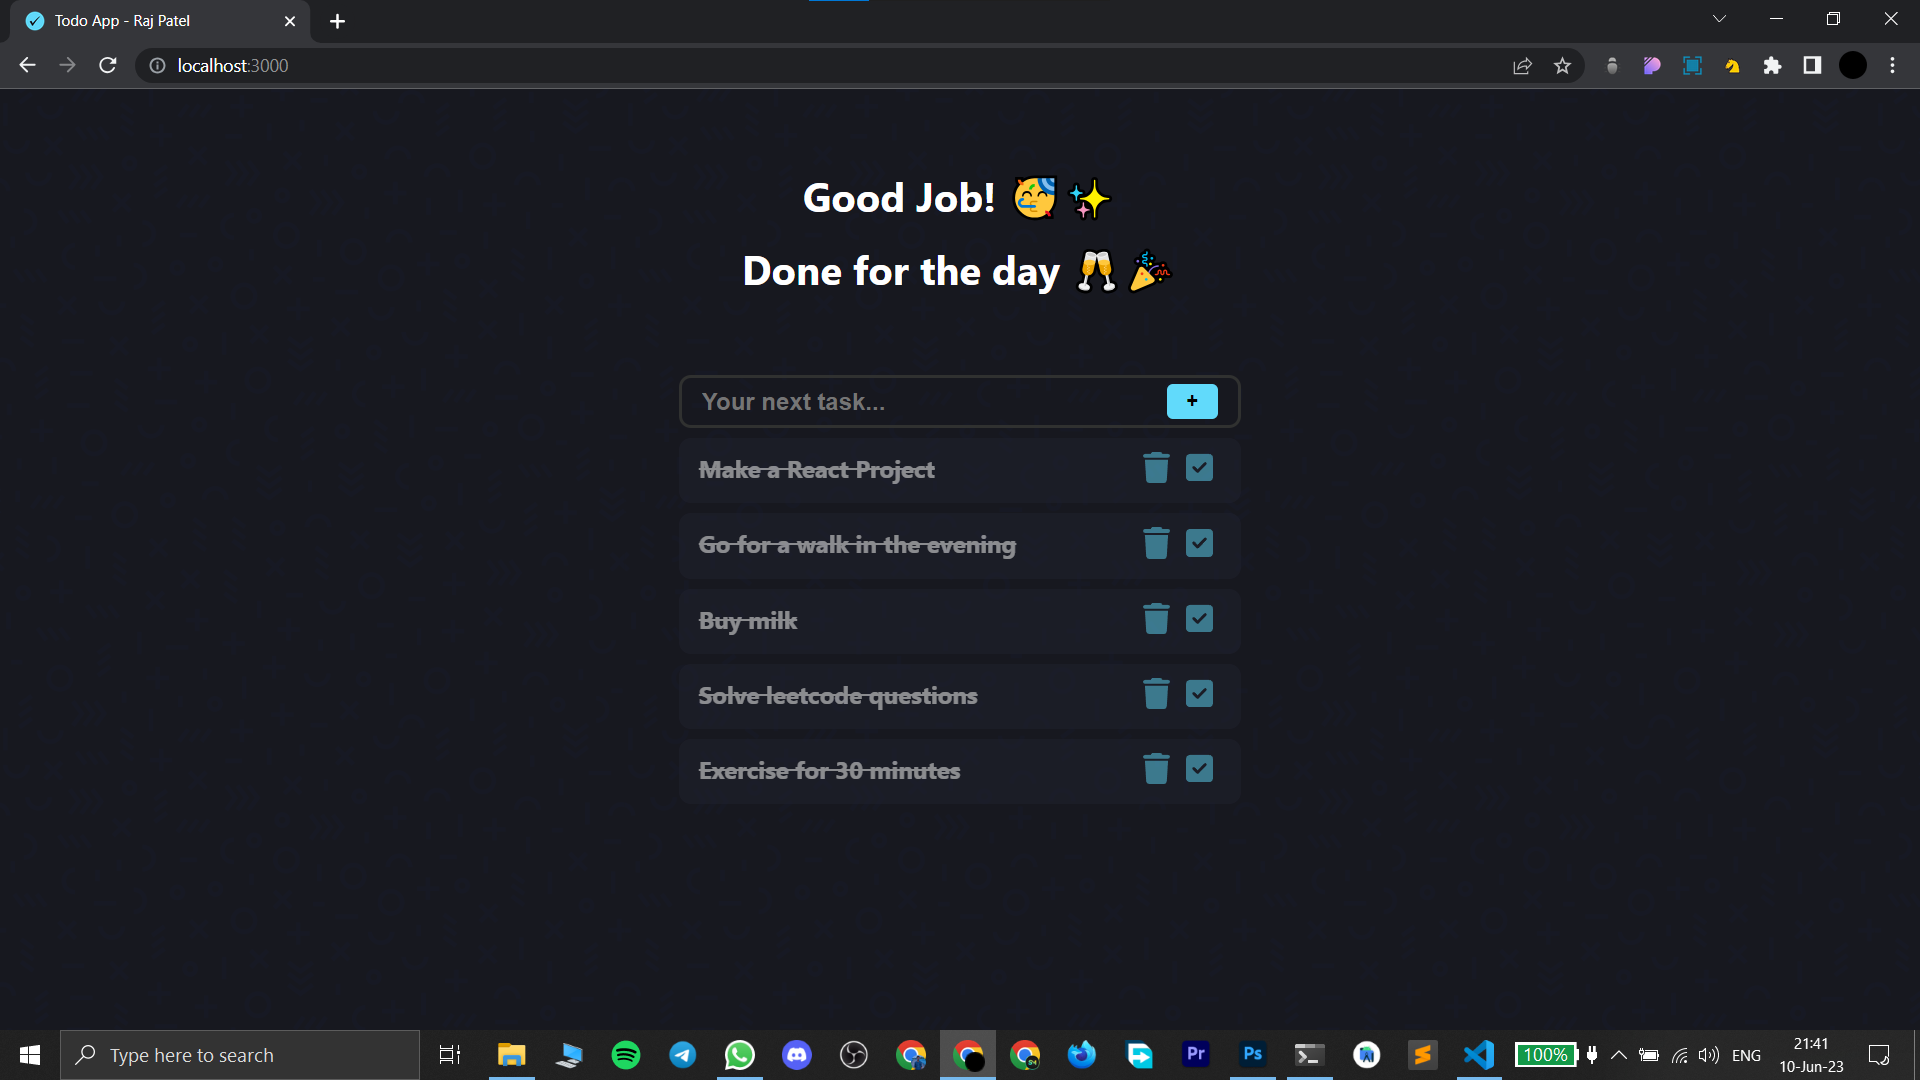 Todo App - Raj Patel
localhost:3000
Good Job! 🥳 ✨
Done for the day 🥂 🎉
Your next task...
+
Make a React Project
Go for a walk in the evening
Buy milk
Solve leetcode questions
Exercise for 30 minutes
Type here to search
Pr
Ps
100%
ENG
21:41
10-Jun-23